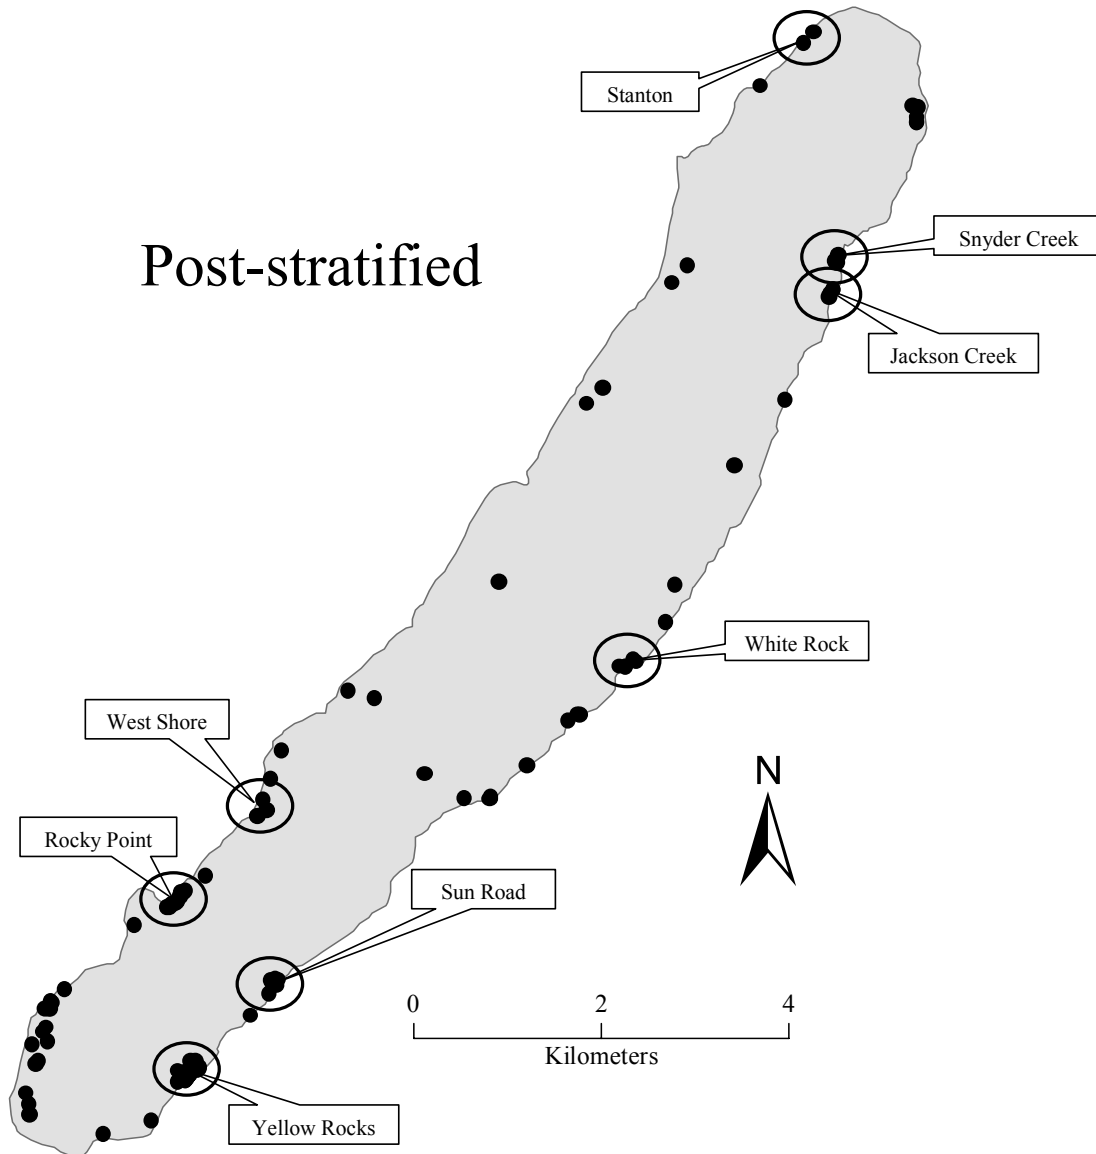 Stanton
Snyder Creek
Post-stratified
Jackson Creek
White Rock
West Shore
N
Rocky Point
Sun Road
0 2 4
Kilometers
Yellow Rocks